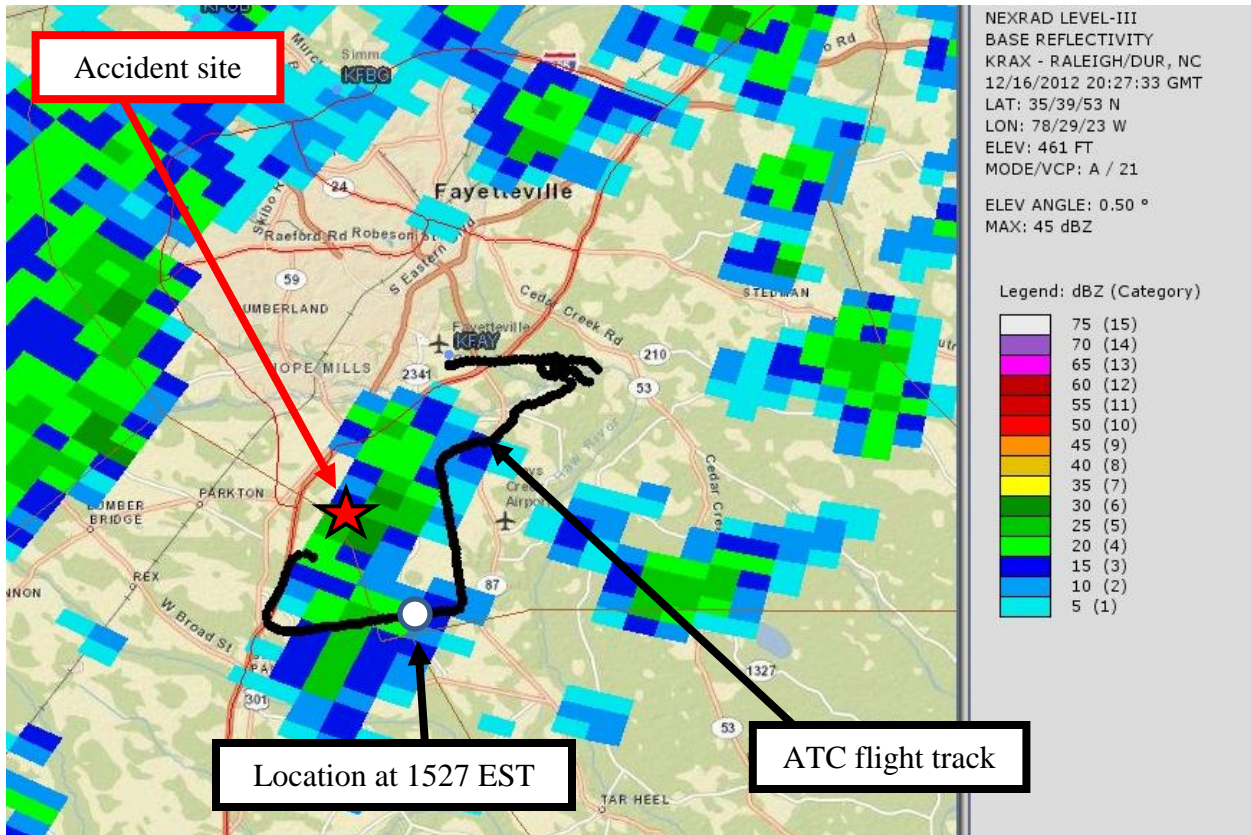 Accident site
Simm
KFBG
24
Fayetteville
Raeford Rd
Robeson St
S Eastern
59
UMBERLAND
Cedar Creek Rd
STEDMAN
Fayetteville
KFAY
HOPE MILLS
2341
210
53
PARKTON
LUMBER
BRIDGE
REX
W Broad St
87
301
1327
53
TAR HEEL
Location at 1527 EST
ATC flight track
NEXRAD LEVEL-III
BASE REFLECTIVITY
KRAX - RALEIGH/DUR, NC
12/16/2012 20:27:33 GMT
LAT: 35/39/53 N
LON: 78/29/23 W
ELEV: 461 FT
MODE/VCP: A / 21
ELEV ANGLE: 0.50 °
MAX: 45 dBZ
Legend: dBZ (Category)
75 (15)
70 (14)
65 (13)
60 (12)
55 (11)
50 (10)
45 (9)
40 (8)
35 (7)
30 (6)
25 (5)
20 (4)
15 (3)
10 (2)
5 (1)